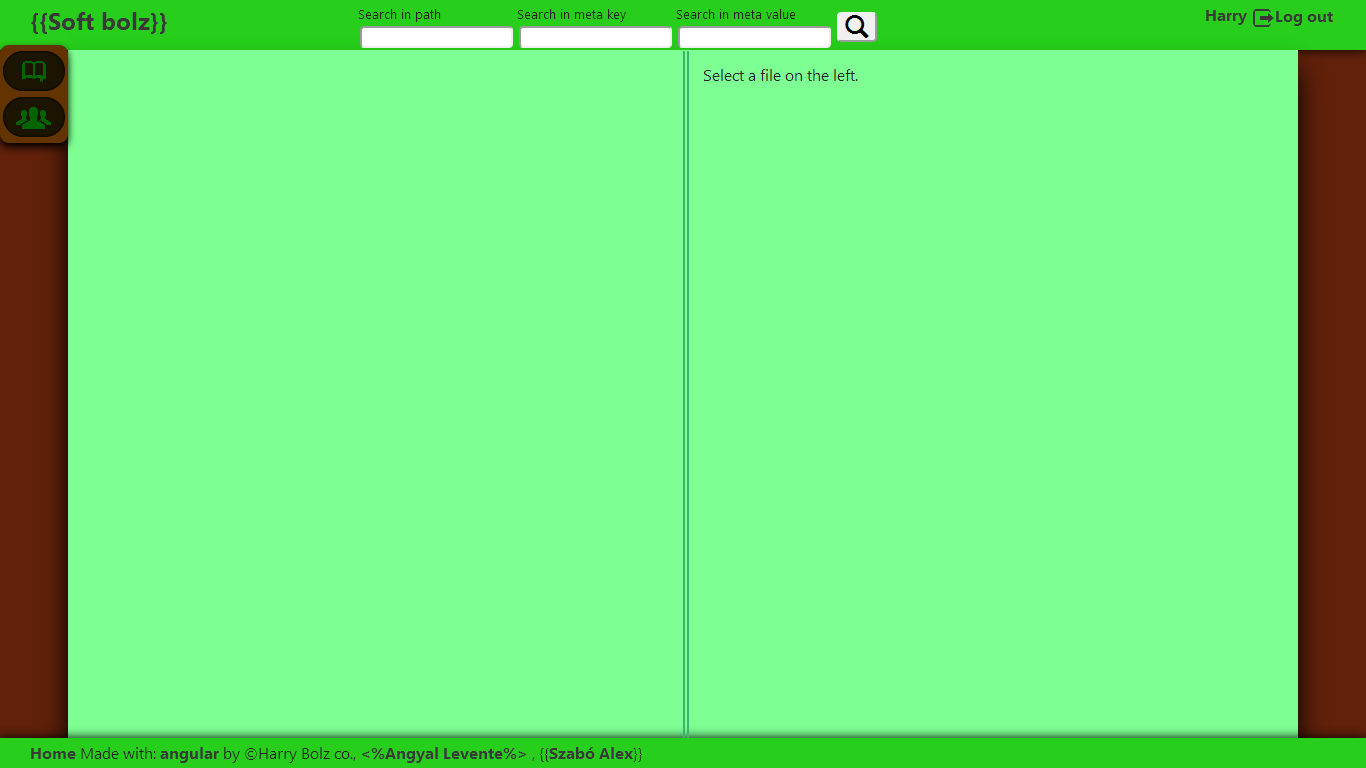 {{Soft bolz}}
Search in path
Search in meta key
Search in meta value
Harry
Log out
Select a file on the left.
Home Made with: angular by ©Harry Bolz co., <%Angyal Levente%> , {{Szabó Alex}}